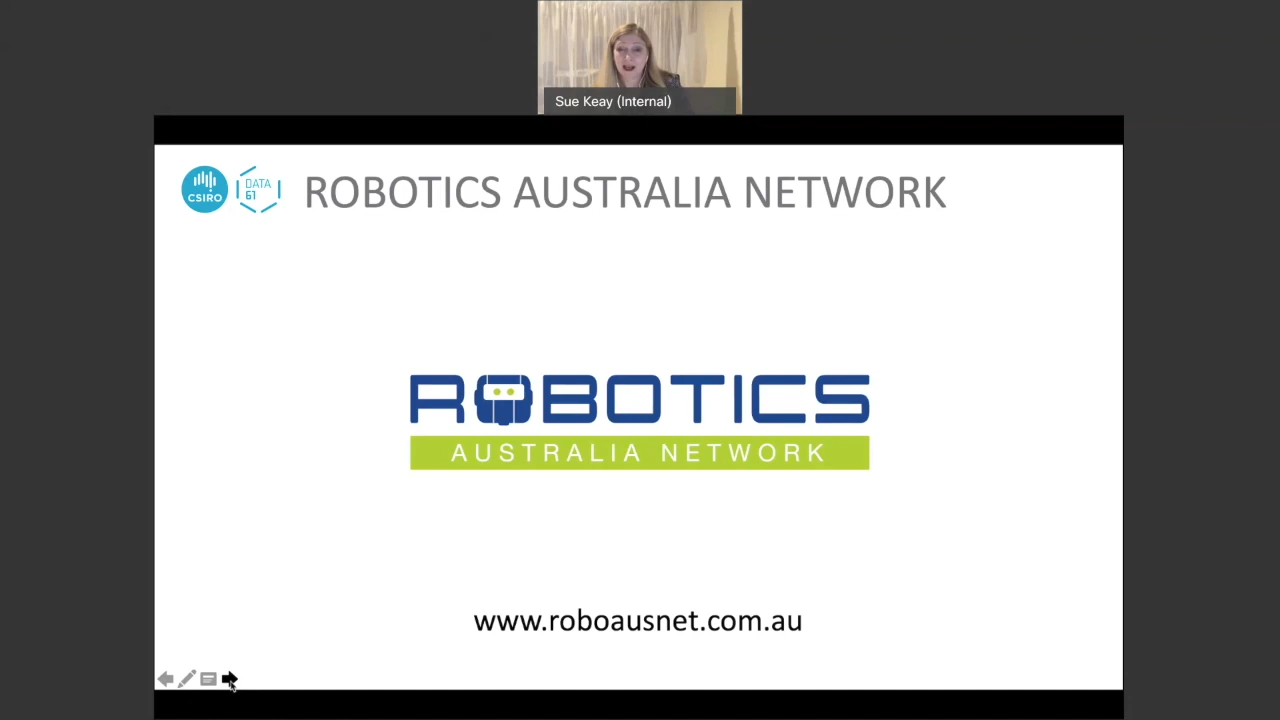 Sue Keay (Internal)
CSIRO
DATA
61
ROBOTICS AUSTRALIA NETWORK
ROBOTICS
AUSTRALIA NETWORK
www.roboausnet.com.au